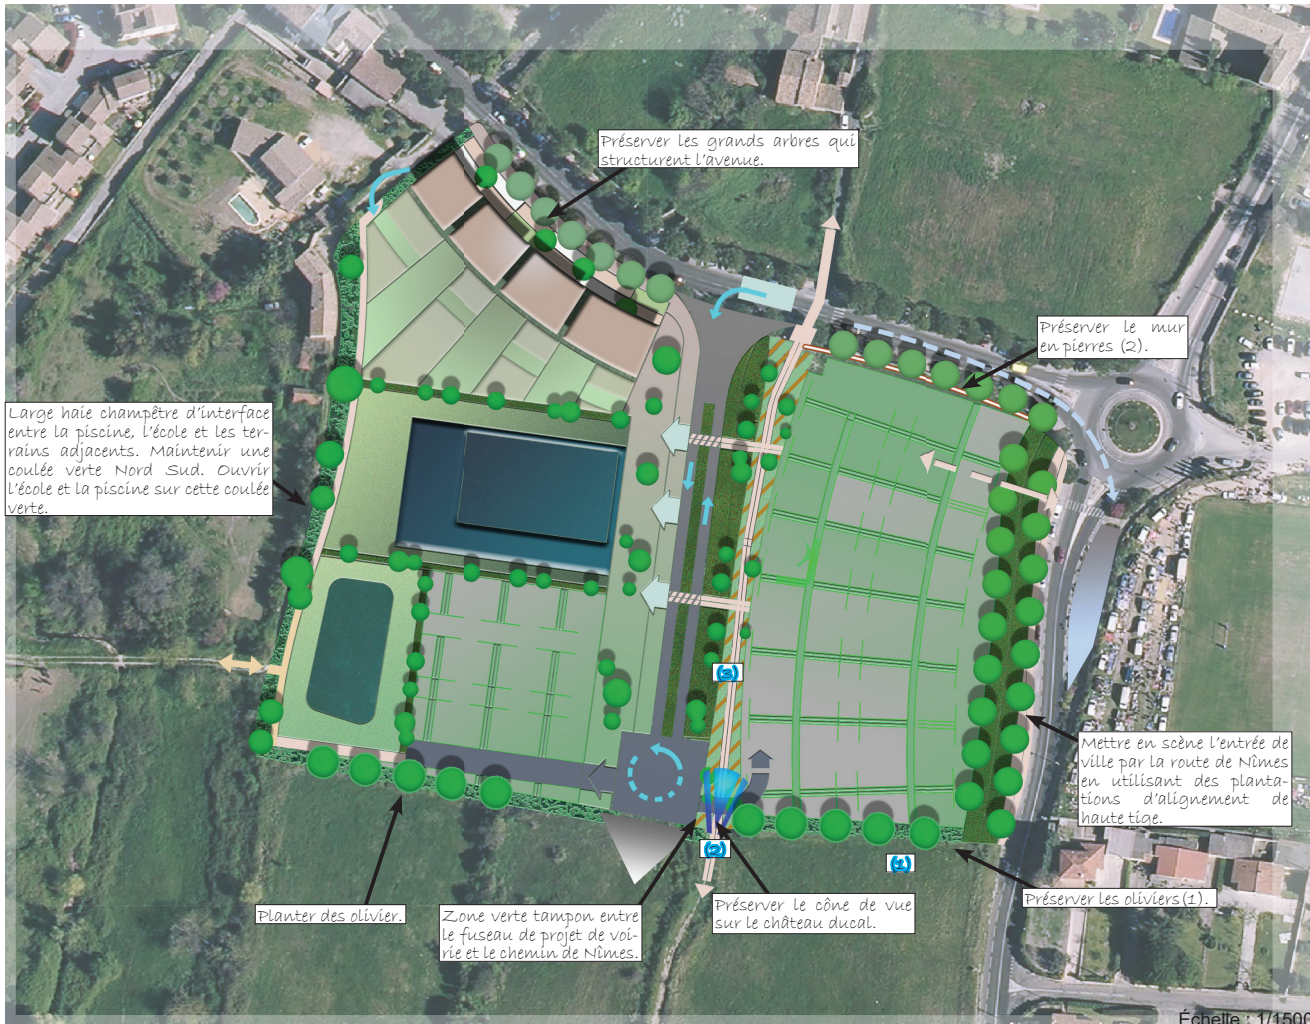 Préserver les grands arbres qui
structurent l'avenue.
Préserver le mur
en pierres (2).
Large haie champêtre d'interface
entre la piscine, l'école et les ter-
rains adjacents. Maintenir une
coulée verte Nord Sud. Ouvrir
l'école et la piscine sur cette coulée
verte.
(3)
Mettre en scène l'entrée de
ville par la route de Nîmes
en utilisant des planta-
tions d'alignement de
haute tige.
(2)
(1)
Préserver les oliviers(1).
Planter des olivier.
Zone verte tampon entre
le fuseau de projet de voi-
rie et le chemin de Nîmes.
Préserver le cône de vue
sur le château ducal.
Échelle : 1/1500